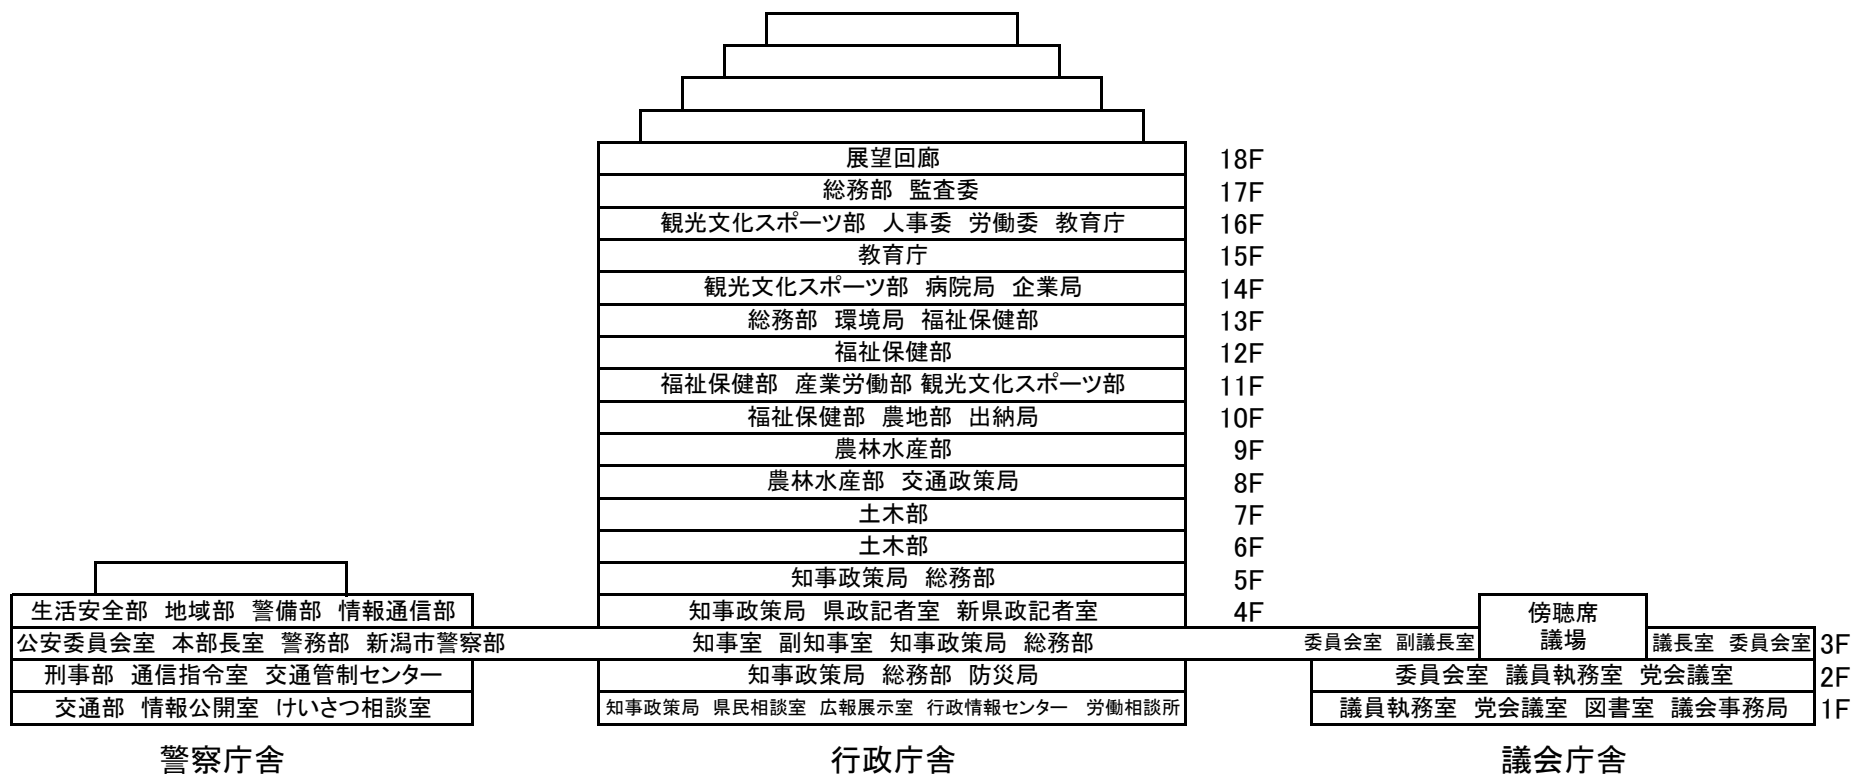 展望回廊 18F
総務部 監査委 17F
観光文化スポーツ部 人事委 労働委 教育庁 16F
教育庁 15F
観光文化スポーツ部 病院局 企業局 14F
総務部 環境局 福祉保健部 13F
福祉保健部 12F
福祉保健部 産業労働部 観光文化スポーツ部 11F
福祉保健部 農地部 出納局 10F
農林水産部 9F
農林水産部 交通政策局 8F
土木部 7F
土木部 6F
知事政策局 総務部 5F
生活安全部 地域部 警備部 情報通信部 知事政策局 県政記者室 新県政記者室 4F 傍聴席
公安委員会室 本部長室 警務部 新潟市警察部 知事室 副知事室 知事政策局 総務部 委員会室 副議長室 議場 議長室 委員会室 3F
刑事部 通信指令室 交通管制センター 知事政策局 総務部 防災局 委員会室 議員執務室 党会議室 2F
交通部 情報公開室 けいさつ相談室 知事政策局 県民相談室 広報展示室 行政情報センター 労働相談所 議員執務室 党会議室 図書室 議会事務局 1F
警察庁舎 行政庁舎 議会庁舎